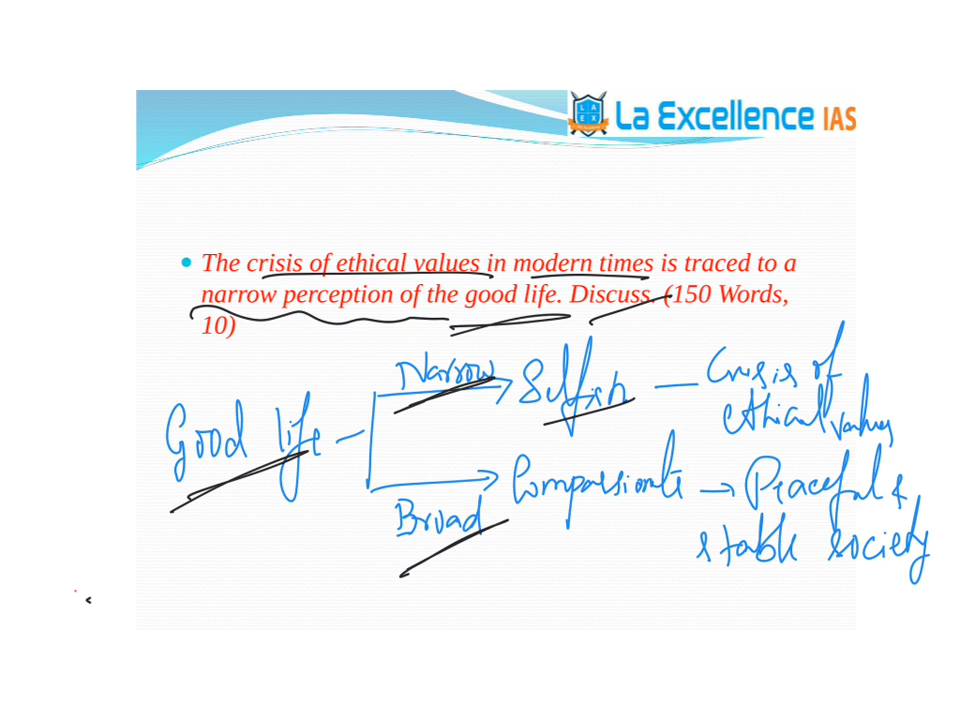 La Excellence IAS
• The crisis of ethical values in modern times is traced to a
narrow perception of the good life. Discuss. (150 Words,
10)
Good life
Narrow Selfish — Crisis of
ethical values
Broad Compassionate → Peaceful &
stable society